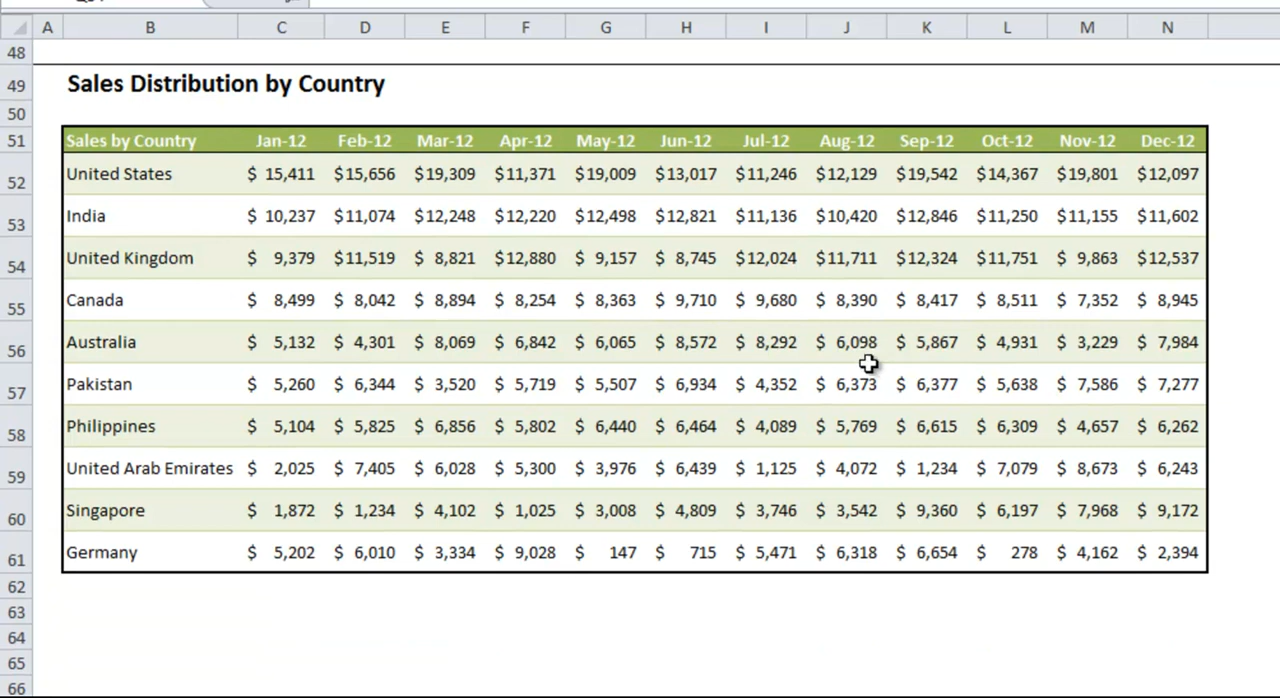 A B C D E F G H I J K L M N
48
49 Sales Distribution by Country
50
51 Sales by Country Jan-12 Feb-12 Mar-12 Apr-12 May-12 Jun-12 Jul-12 Aug-12 Sep-12 Oct-12 Nov-12 Dec-12
52 United States $ 15,411 $15,656 $19,309 $11,371 $19,009 $13,017 $11,246 $12,129 $19,542 $14,367 $19,801 $12,097
53 India $ 10,237 $11,074 $12,248 $12,220 $12,498 $12,821 $11,136 $10,420 $12,846 $11,250 $11,155 $11,602
54 United Kingdom $ 9,379 $11,519 $ 8,821 $12,880 $ 9,157 $ 8,745 $12,024 $11,711 $12,324 $11,751 $ 9,863 $12,537
55 Canada $ 8,499 $ 8,042 $ 8,894 $ 8,254 $ 8,363 $ 9,710 $ 9,680 $ 8,390 $ 8,417 $ 8,511 $ 7,352 $ 8,945
56 Australia $ 5,132 $ 4,301 $ 8,069 $ 6,842 $ 6,065 $ 8,572 $ 8,292 $ 6,098 $ 5,867 $ 4,931 $ 3,229 $ 7,984
57 Pakistan $ 5,260 $ 6,344 $ 3,520 $ 5,719 $ 5,507 $ 6,934 $ 4,352 $ 6,373 $ 6,377 $ 5,638 $ 7,586 $ 7,277
58 Philippines $ 5,104 $ 5,825 $ 6,856 $ 5,802 $ 6,440 $ 6,464 $ 4,089 $ 5,769 $ 6,615 $ 6,309 $ 4,657 $ 6,262
59 United Arab Emirates $ 2,025 $ 7,405 $ 6,028 $ 5,300 $ 3,976 $ 6,439 $ 1,125 $ 4,072 $ 1,234 $ 7,079 $ 8,673 $ 6,243
60 Singapore $ 1,872 $ 1,234 $ 4,102 $ 1,025 $ 3,008 $ 4,809 $ 3,746 $ 3,542 $ 9,360 $ 6,197 $ 7,968 $ 9,172
61 Germany $ 5,202 $ 6,010 $ 3,334 $ 9,028 $ 147 $ 715 $ 5,471 $ 6,318 $ 6,654 $ 278 $ 4,162 $ 2,394
62
63
64
65
66